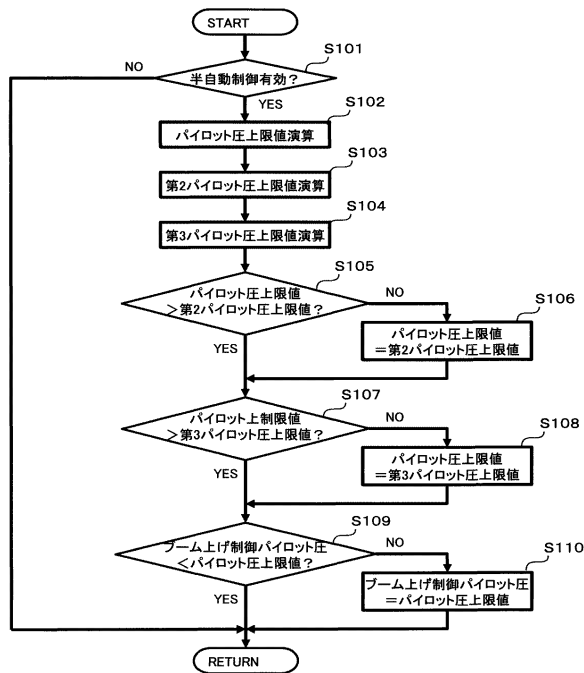 START
S101
NO
半自動制御有効?
YES
S102
パイロット圧上限値演算
S103
第2パイロット圧上限値演算
S104
第3パイロット圧上限値演算
S105
パイロット圧上限値
>第2パイロット圧上限値?
NO
S106
YES
パイロット圧上限値
=第2パイロット圧上限値
S107
パイロット上制限値
>第3パイロット圧上限値?
NO
S108
YES
パイロット圧上限値
=第3パイロット圧上限値
S109
ブーム上げ制御パイロット圧
<パイロット圧上限値?
NO
S110
YES
ブーム上げ制御パイロット圧
=パイロット圧上限値
RETURN